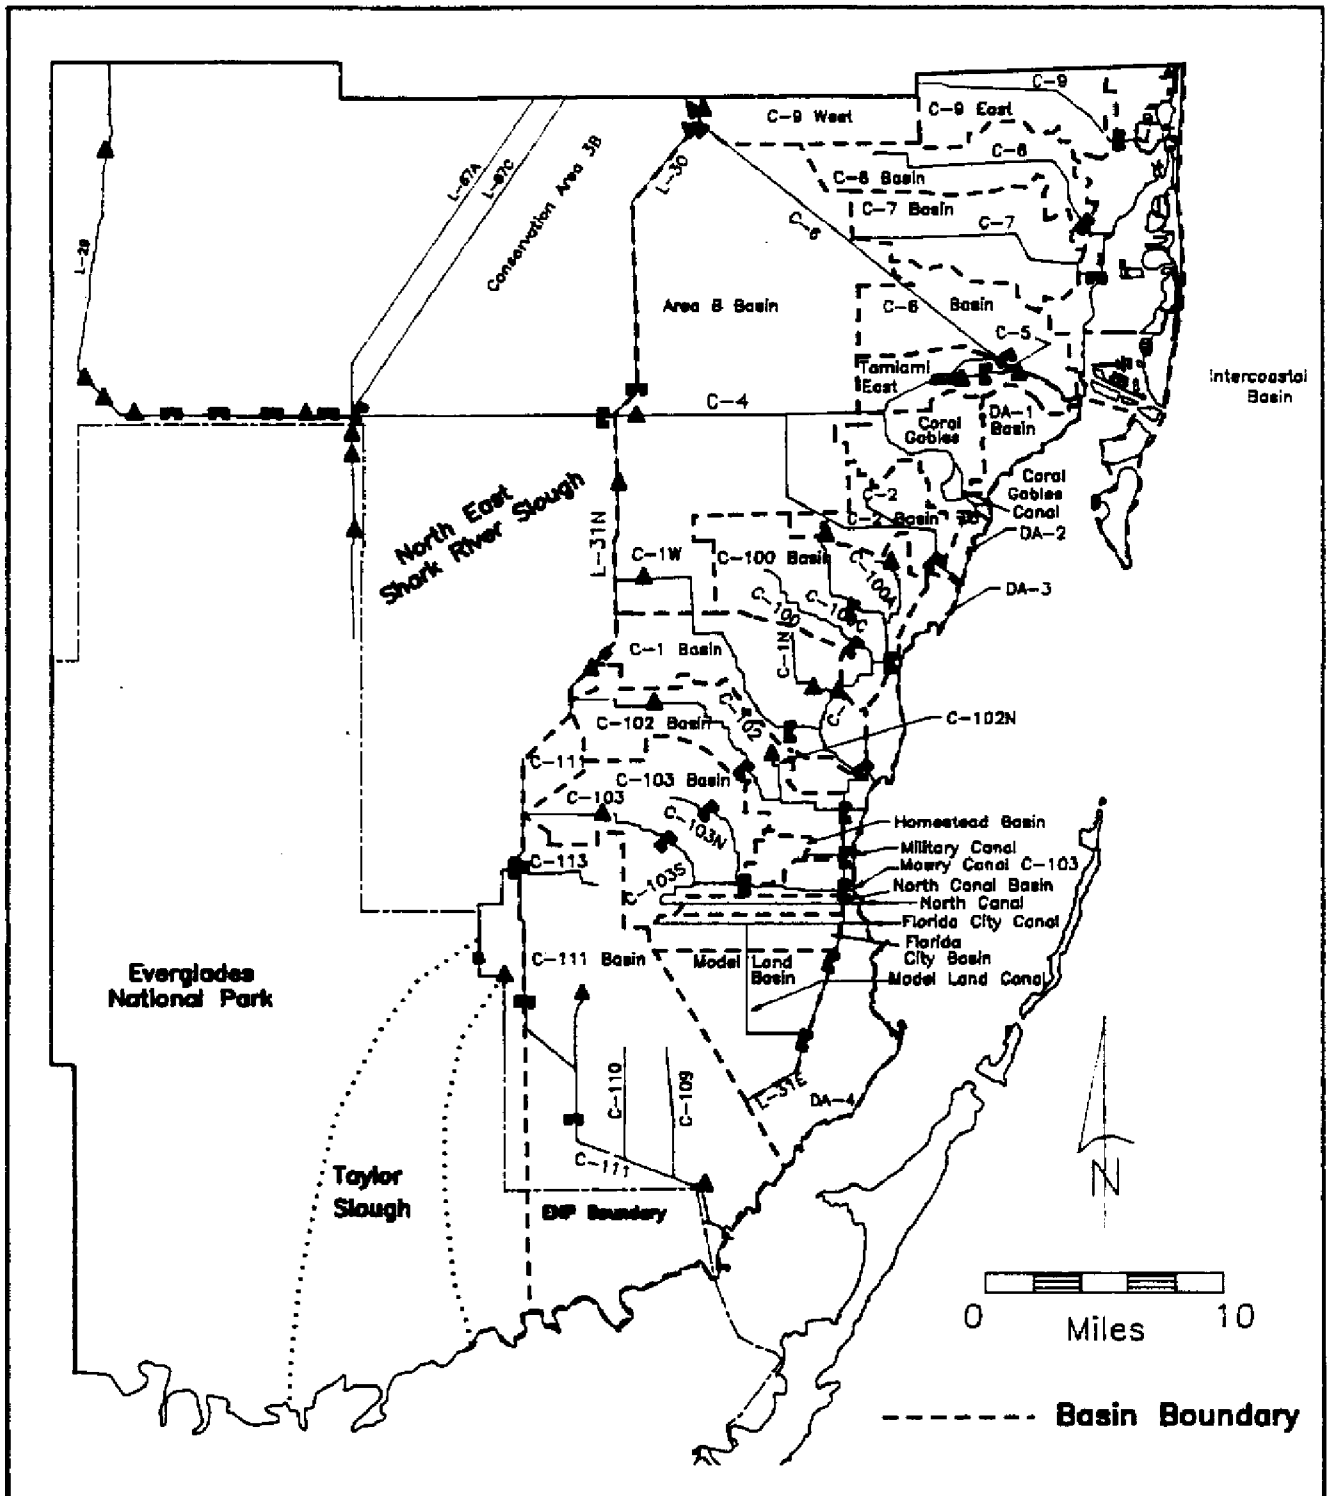 C-9
C-9 West
C-9 East
C-8
C-8 Basin
C-7 Basin
C-7
L-67A
L-67C
Conservation Area 3B
L-30
C-6
Area B Basin
C-6
Basin
C-5
Tamiami
East
Intercoastal
Basin
C-4
DA-1
Basin
Coral
Gables
Coral
Gables
Canal
C-2
C-2 Basin
DA-2
DA-3
North East
Shark River Slough
L-31N
C-1W
C-100 Basin
C-100A
C-100
C-100C
C-1N
C-1 Basin
C-1
C-102
C-102 Basin
C-102N
C-111
C-103 Basin
C-103
C-103N
C-113
C-103S
Homestead Basin
Military Canal
Mowry Canal C-103
North Canal Basin
North Canal
Florida City Canal
Florida
City Basin
Model Land
Basin
Model Land Canal
C-111 Basin
Everglades
National Park
C-110
C-109
L-31E
DA-4
C-111
Taylor
Slough
ENP Boundary
N
0 10
Miles
Basin Boundary